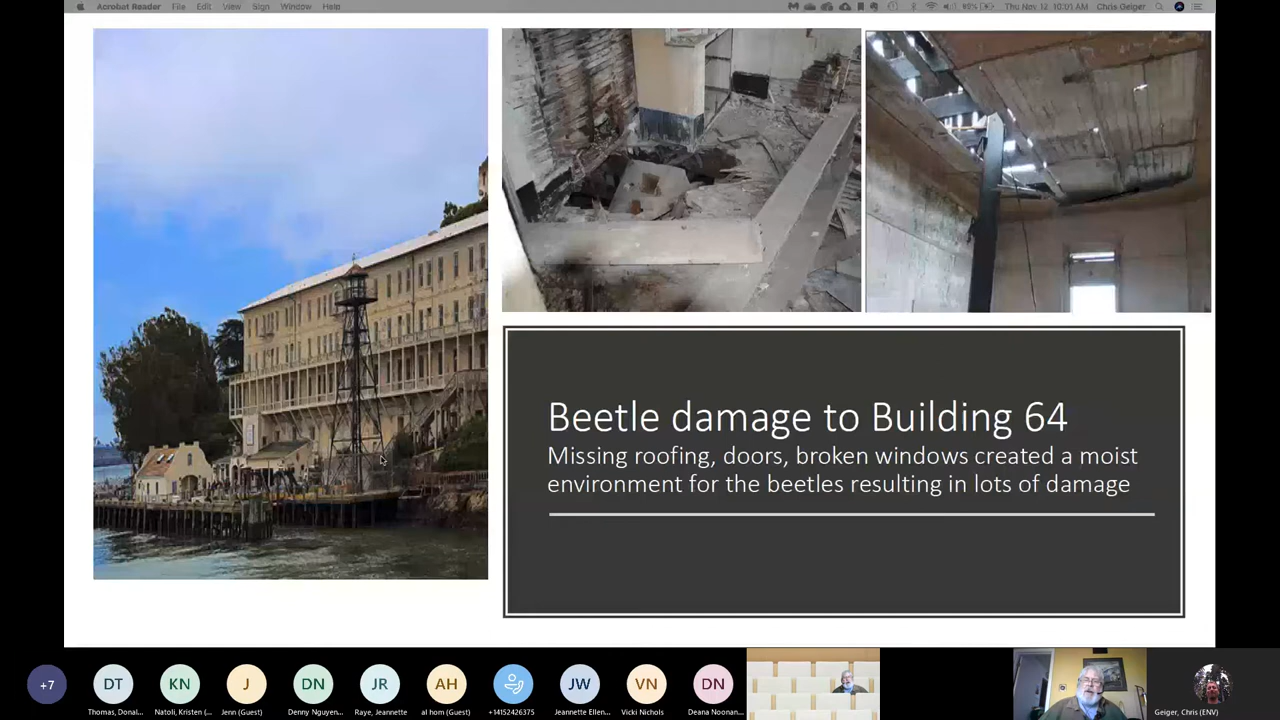 Acrobat Reader File Edit View Sign Window Help
Thu Nov 12 10:01 AM Chris Geiger
Beetle damage to Building 64
Missing roofing, doors, broken windows created a moist
environment for the beetles resulting in lots of damage
+7 DT KN J DN JR AH JW VN DN
Thomas, Donal... Natoli, Kristen (... Jenn (Guest) Denny Nguyen... Raye, Jeannette al hom (Guest) +14152426375 Jeannette Ellen... Vicki Nichols Deana Noonan... Geiger, Chris (ENV)